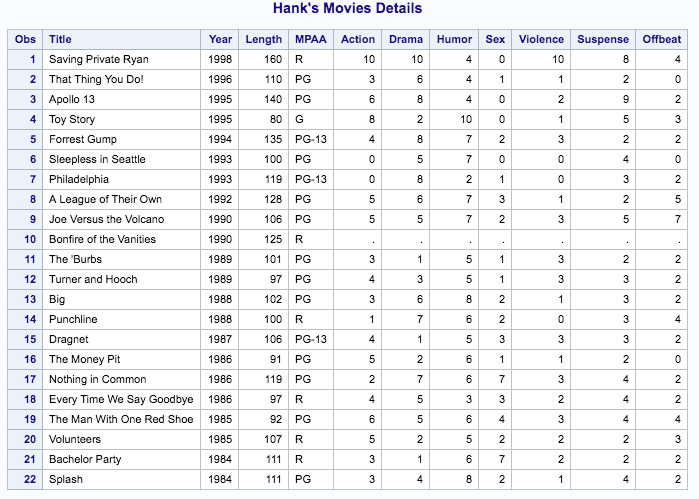 Hank's Movies Details
Obs Title Year Length MPAA Action Drama Humor Sex Violence Suspense Offbeat
1 Saving Private Ryan 1998 160 R 10 10 4 0 10 8 4
2 That Thing You Do! 1996 110 PG 3 6 4 1 1 2 0
3 Apollo 13 1995 140 PG 6 8 4 0 2 9 2
4 Toy Story 1995 80 G 8 2 10 0 1 5 3
5 Forrest Gump 1994 135 PG-13 4 8 7 2 3 2 2
6 Sleepless in Seattle 1993 100 PG 0 5 7 0 0 4 0
7 Philadelphia 1993 119 PG-13 0 8 2 1 0 3 2
8 A League of Their Own 1992 128 PG 5 6 7 3 1 2 5
9 Joe Versus the Volcano 1990 106 PG 5 5 7 2 3 5 7
10 Bonfire of the Vanities 1990 125 R . . . . . . .
11 The 'Burbs 1989 101 PG 3 1 5 1 3 2 2
12 Turner and Hooch 1989 97 PG 4 3 5 1 3 3 2
13 Big 1988 102 PG 3 6 8 2 1 3 2
14 Punchline 1988 100 R 1 7 6 2 0 3 4
15 Dragnet 1987 106 PG-13 4 1 5 3 3 3 2
16 The Money Pit 1986 91 PG 5 2 6 1 1 2 0
17 Nothing in Common 1986 119 PG 2 7 6 7 3 4 2
18 Every Time We Say Goodbye 1986 97 R 4 5 3 3 2 4 2
19 The Man With One Red Shoe 1985 92 PG 6 5 6 4 3 4 4
20 Volunteers 1985 107 R 5 2 5 2 2 2 3
21 Bachelor Party 1984 111 R 3 1 6 7 2 2 2
22 Splash 1984 111 PG 3 4 8 2 1 4 2